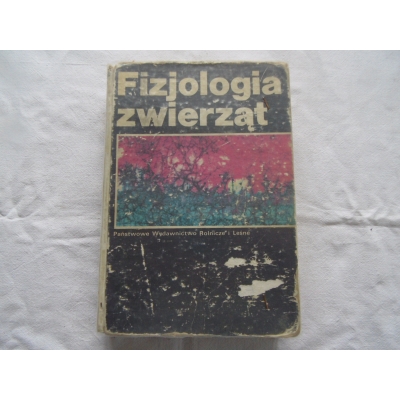 Fizjologia
zwierząt
Państwowe Wydawnictwo Rolnicze i Leśne